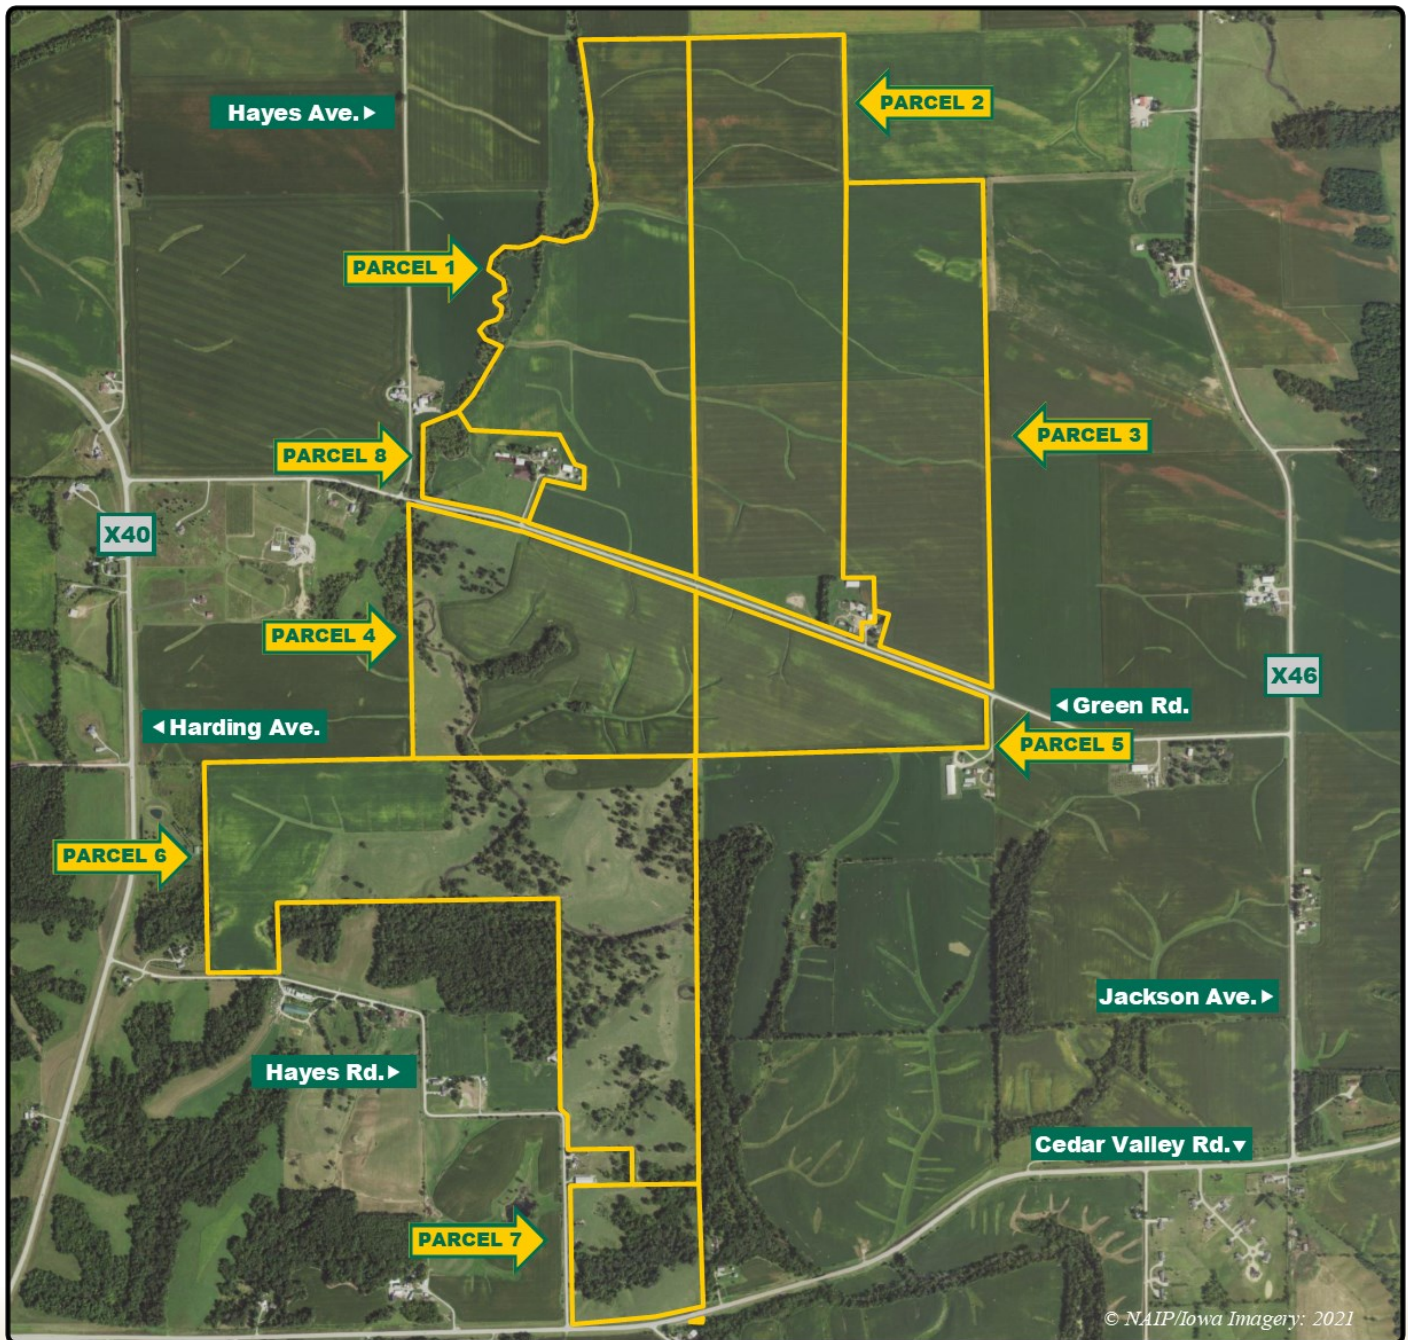 PARCEL 2
Hayes Ave.▶
PARCEL 1
PARCEL 3
PARCEL 8
X40
PARCEL 4
X46
◀Green Rd.
◀Harding Ave.
PARCEL 5
PARCEL 6
Jackson Ave.▶
Hayes Rd.▶
Cedar Valley Rd.▼
PARCEL 7
© NAIP/Iowa Imagery: 2021